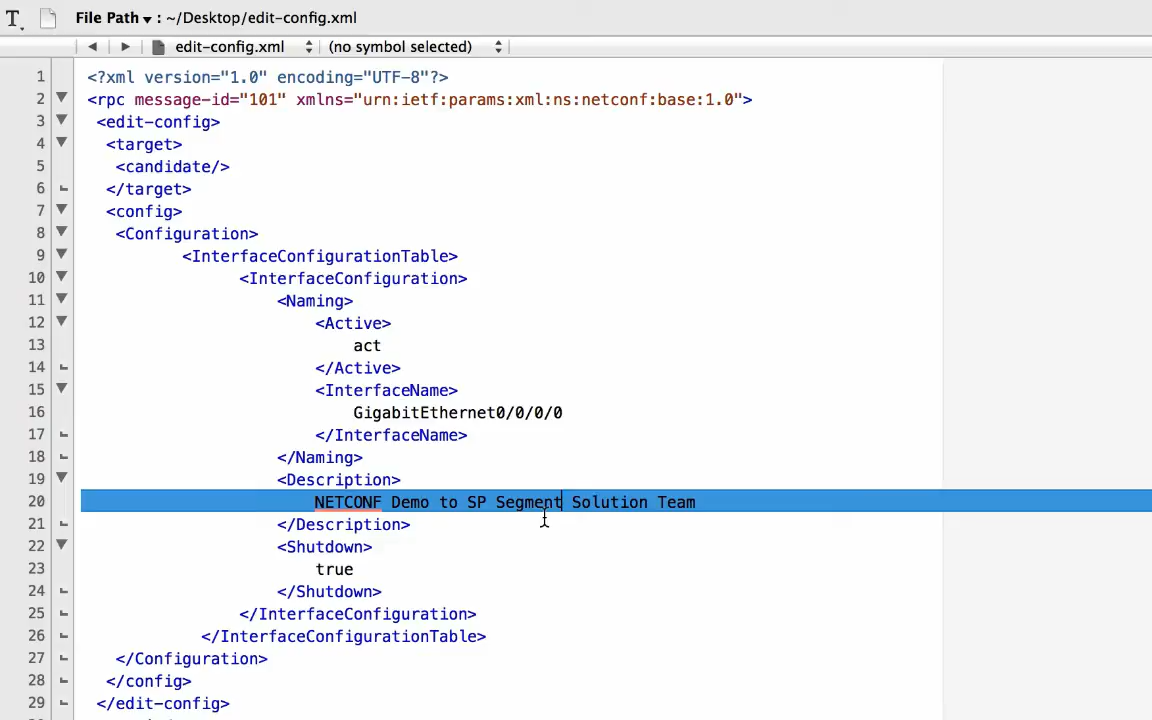 T. File Path ▾ : ~/Desktop/edit-config.xml
◀ ▶ edit-config.xml (no symbol selected)
1 <?xml version="1.0" encoding="UTF-8"?>
2 <rpc message-id="101" xmlns="urn:ietf:params:xml:ns:netconf:base:1.0">
3 <edit-config>
4 <target>
5 <candidate/>
6 </target>
7 <config>
8 <Configuration>
9 <InterfaceConfigurationTable>
10 <InterfaceConfiguration>
11 <Naming>
12 <Active>
13 act
14 </Active>
15 <InterfaceName>
16 GigabitEthernet0/0/0/0
17 </InterfaceName>
18 </Naming>
19 <Description>
20 NETCONF Demo to SP Segment Solution Team
21 </Description>
22 <Shutdown>
23 true
24 </Shutdown>
25 </InterfaceConfiguration>
26 </InterfaceConfigurationTable>
27 </Configuration>
28 </config>
29 </edit-config>